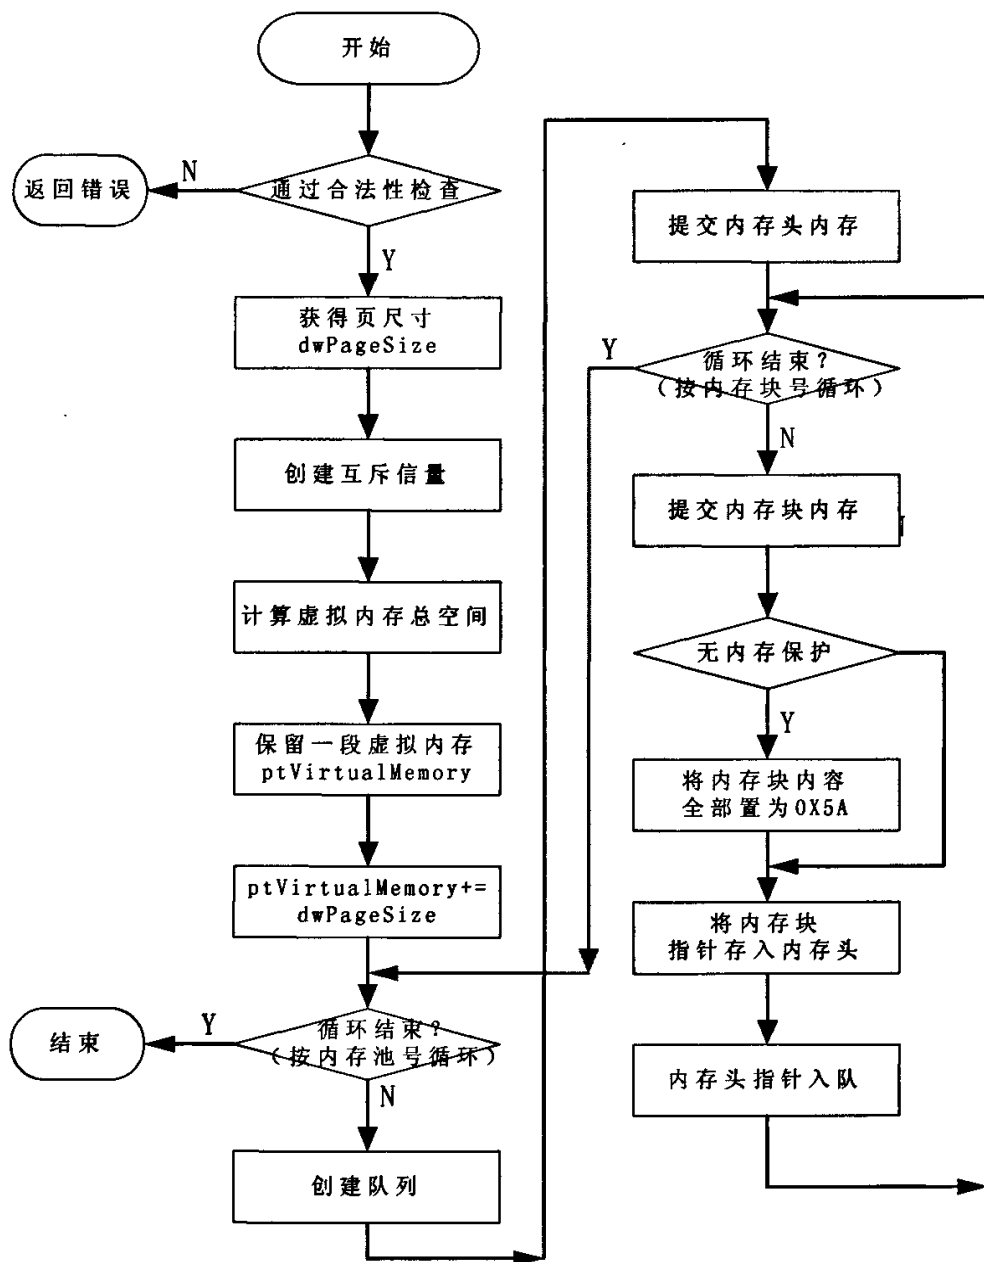 开始
N
返回错误
通过合法性检查
Y
获得页尺寸
dwPageSize
创建互斥信量
计算虚拟内存总空间
保留一段虚拟内存
ptVirtualMemory
ptVirtualMemory+=
dwPageSize
Y
结束
循环结束？
（按内存池号循环）
N
创建队列
提交内存头内存
Y
循环结束？
（按内存块号循环）
N
提交内存块内存
无内存保护
Y
将内存块内容
全部置为0X5A
将内存块
指针存入内存头
内存头指针入队